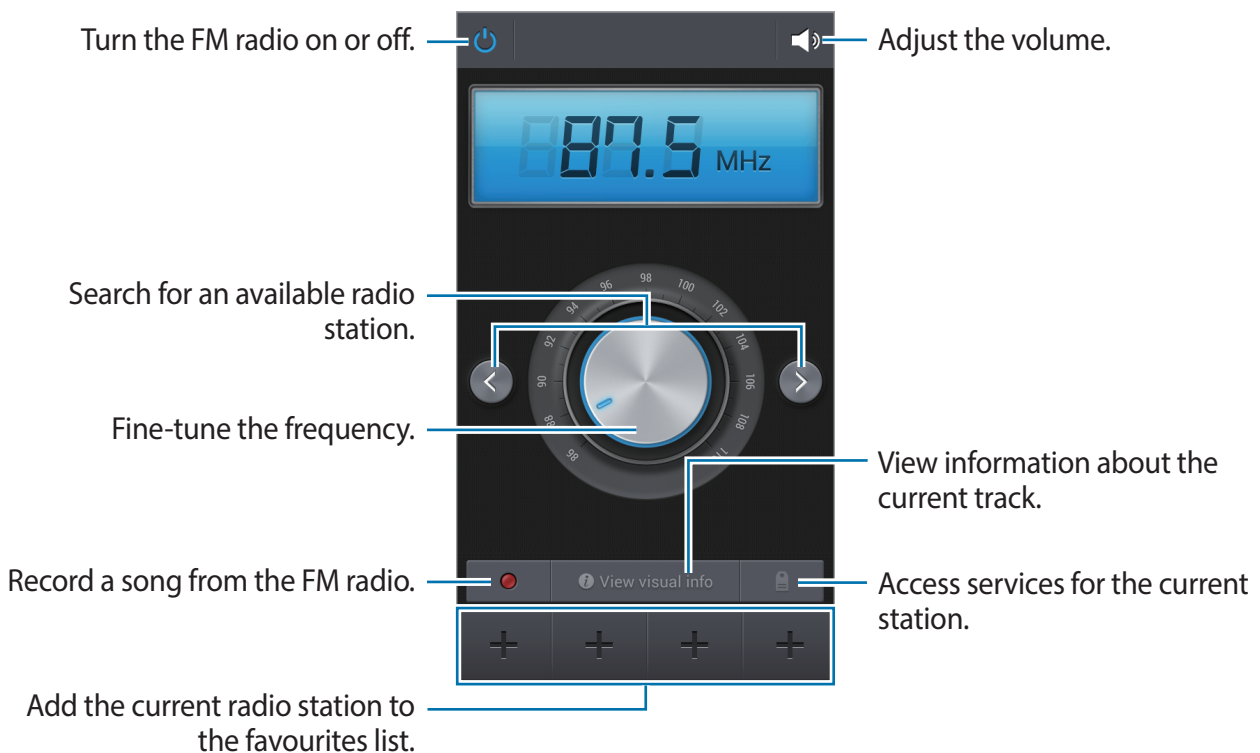 Turn the FM radio on or off.
Adjust the volume.
87.5 MHz
Search for an available radio
station.
86 88 90 92 94 96 98 100 102 104 106 108
Fine-tune the frequency.
View information about the
current track.
Record a song from the FM radio.
View visual info
Access services for the current
station.
Add the current radio station to
the favourites list.